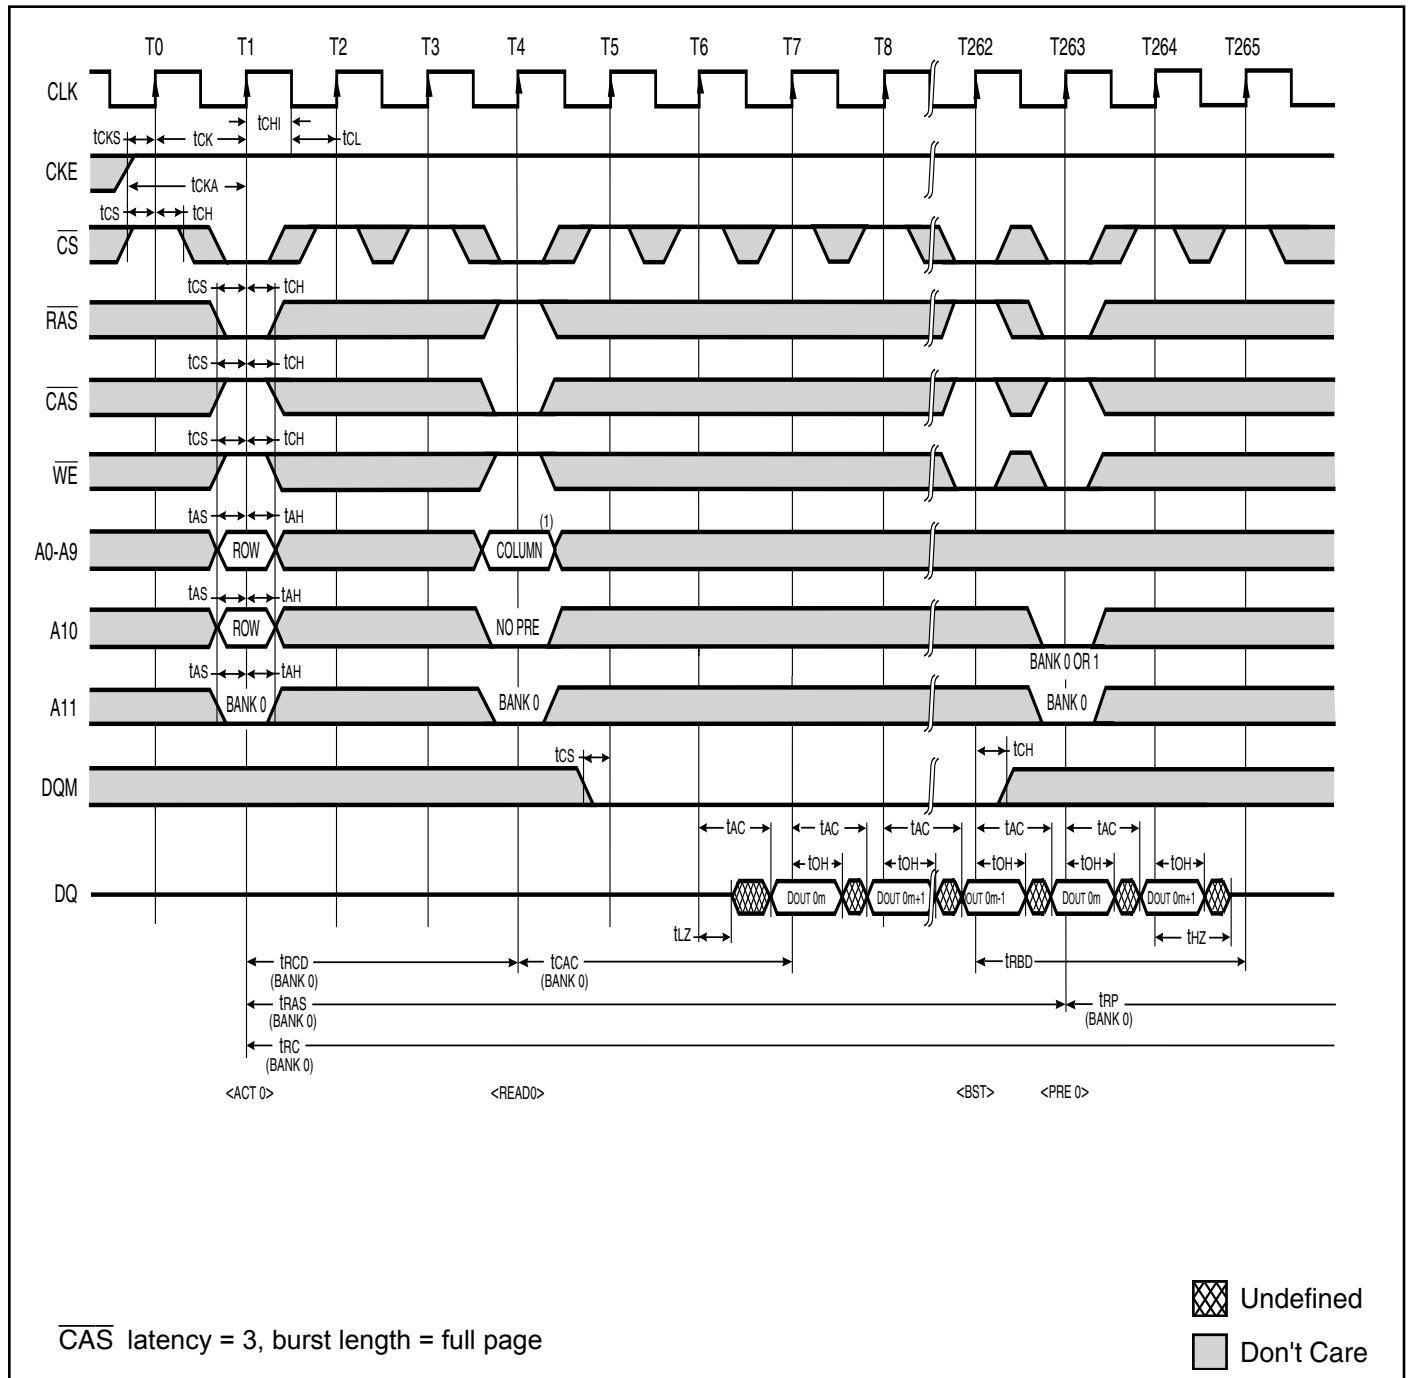 T0 T1 T2 T3 T4 T5 T6 T7 T8 T262 T263 T264 T265
CLK
tCHI
tCKS tCK tCL
CKE
tCKA
tCS tCH
CS
tCS tCH
RAS
tCS tCH
CAS
tCS tCH
WE
tAS tAH (1)
A0-A9 ROW COLUMN
tAS tAH
A10 ROW NO PRE
BANK 0 OR 1
tAS tAH
A11 BANK 0 BANK 0 BANK 0
tCS tCH
DQM
tAC tAC tAC tAC tAC
tOH tOH tOH tOH tOH
DQ DOUT 0m DOUT 0m+1 OUT 0m-1 DOUT 0m DOUT 0m+1
tLZ tHZ
tRCD tCAC tRBD
(BANK 0) (BANK 0)
tRAS tRP
(BANK 0) (BANK 0)
tRC
(BANK 0)
<ACT 0> <READ0> <BST> <PRE 0>
Undefined
CAS latency = 3, burst length = full page
Don't Care